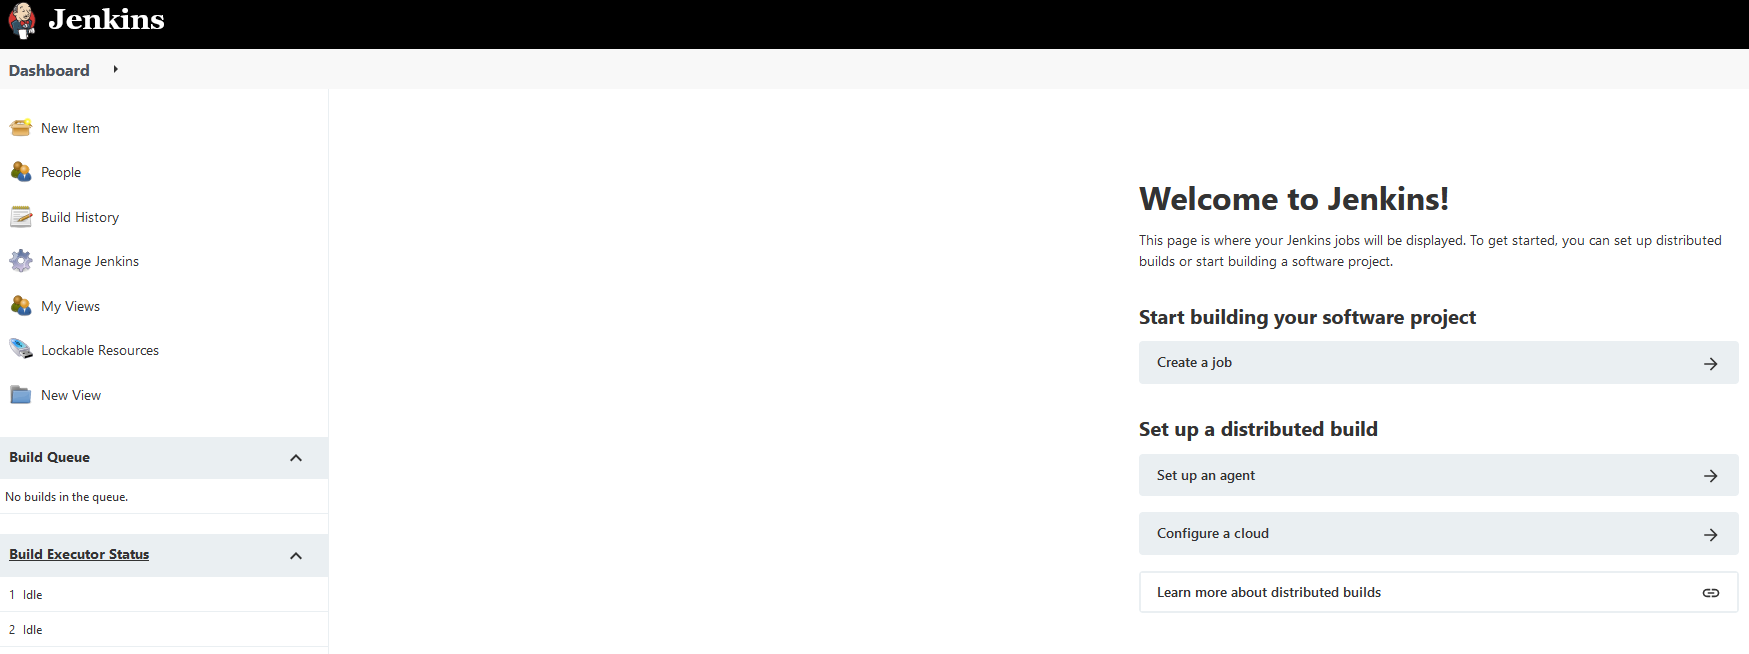 Jenkins
Dashboard
New Item
People
Build History
Manage Jenkins
My Views
Lockable Resources
New View
Build Queue
No builds in the queue.
Build Executor Status
1 Idle
2 Idle
Welcome to Jenkins!
This page is where your Jenkins jobs will be displayed. To get started, you can set up distributed
builds or start building a software project.
Start building your software project
Create a job
Set up a distributed build
Set up an agent
Configure a cloud
Learn more about distributed builds